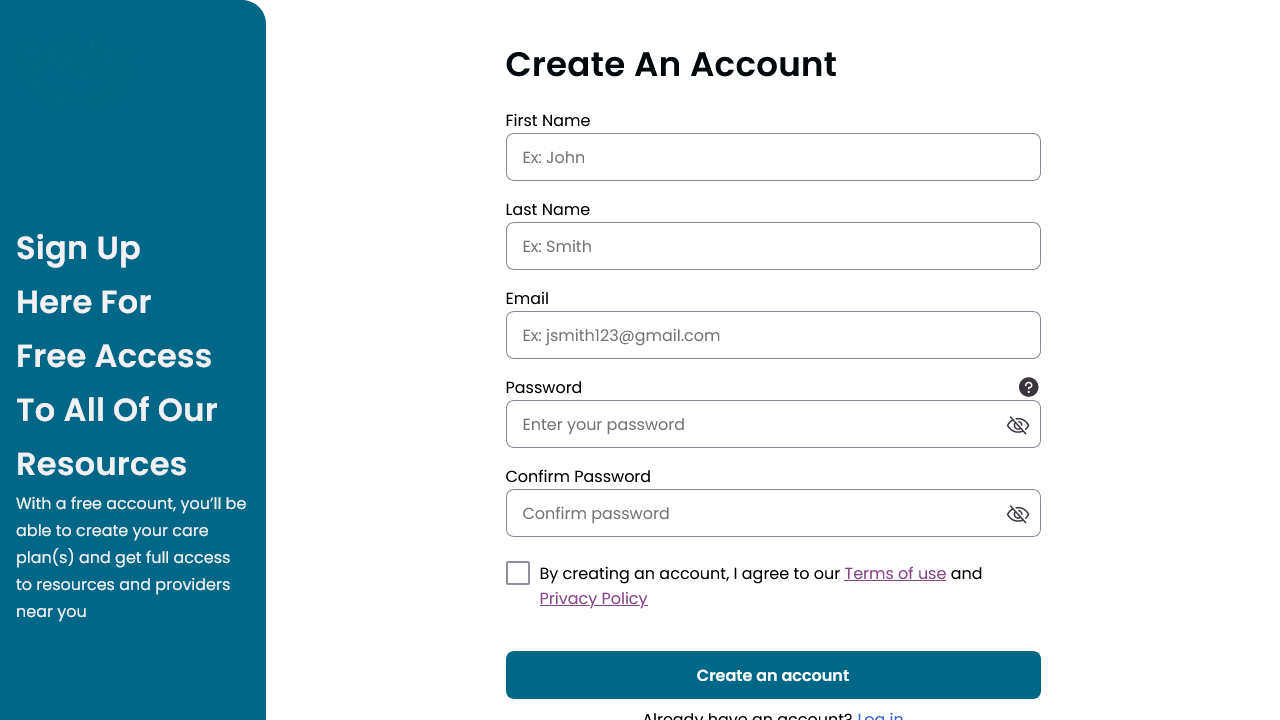 Sign Up
Here For
Free Access
To All Of Our
Resources
With a free account, you'll be
able to create your care
plan(s) and get full access
to resources and providers
near you
Create An Account
First Name
Ex: John
Last Name
Ex: Smith
Email
Ex: jsmith123@gmail.com
Password
?
Enter your password
Confirm Password
Confirm password
By creating an account, I agree to our Terms of use and
Privacy Policy
Create an account
Already have an account? Log in